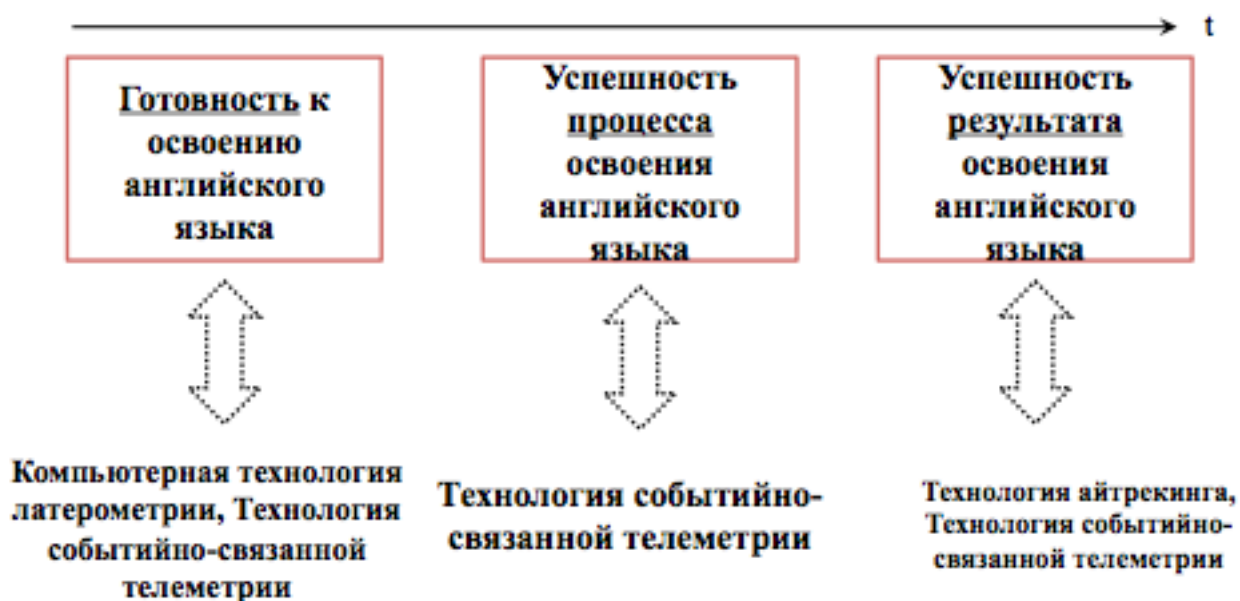 t
Готовность к
освоению
английского
языка
Успешность
процесса
освоения
английского
языка
Успешность
результата
освоения
английского
языка
Компьютерная технология
латерометрии, Технология
событийно-связанной
телеметрии
Технология событийно-
связанной телеметрии
Технология айтрекинга,
Технология событийно-
связанной телеметрии